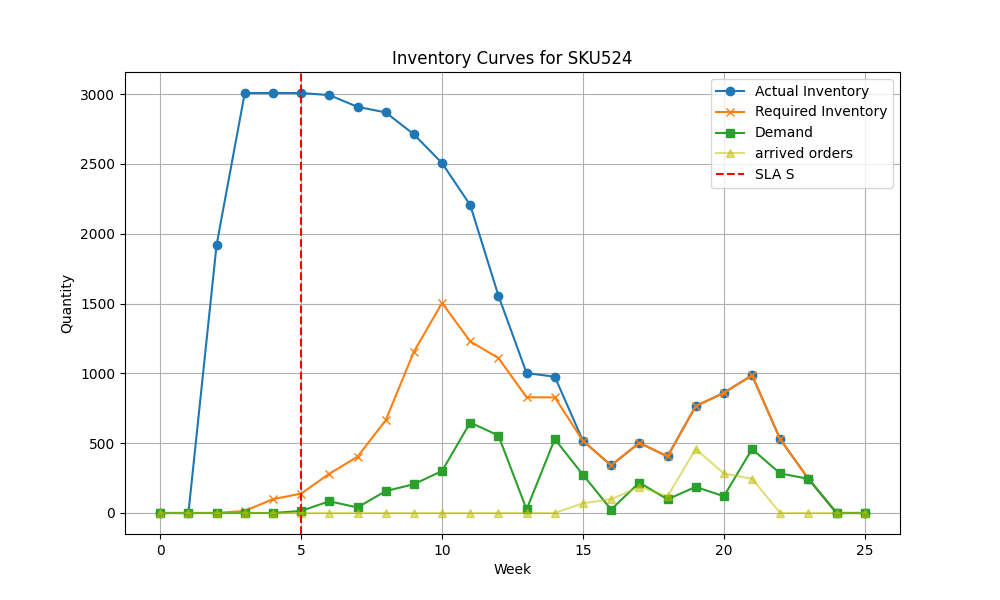 Inventory Curves for SKU524
Actual Inventory
Required Inventory
Demand
arrived orders
SLA S
Quantity
3000
2500
2000
1500
1000
500
0
0 5 10 15 20 25
Week